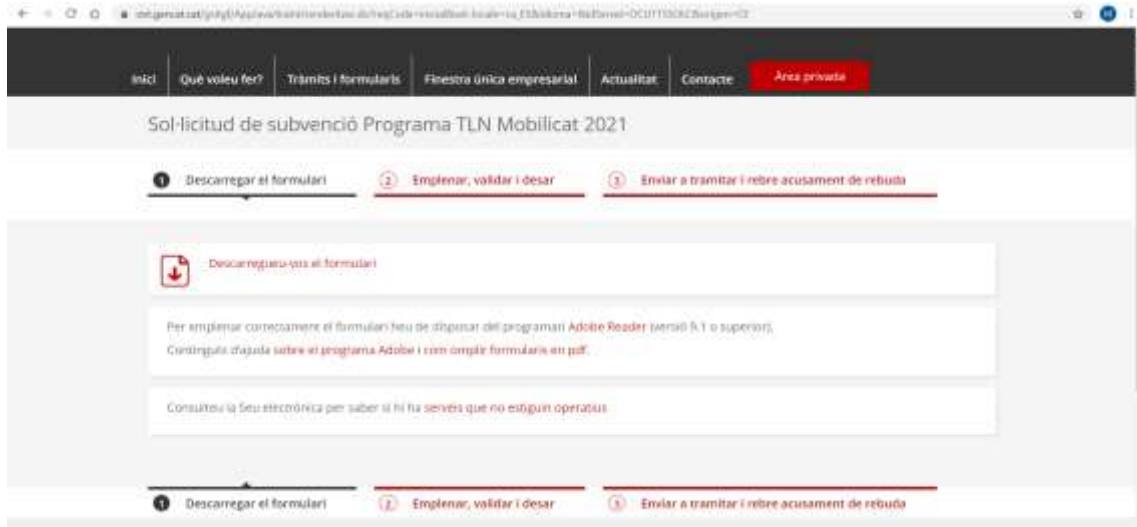 Inici Què voleu fer? Tràmits i formularis Finestra única empresarial Actualitat Contacte Àrea privada
Sol·licitud de subvenció Programa TLN Mobilicat 2021
1 Descarregar el formulari 2 Emplenar, validar i desar 3 Enviar a tramitar i rebre acusament de rebuda
Descarregueu-vos el formulari
Per emplenar correctament el formulari heu de disposar del programari Adobe Reader (versió 9.1 o superior).
Continguts d'ajuda sobre el programa Adobe i com omplir formularis en pdf.
Consulteu la Seu electrònica per saber si hi ha serveis que no estiguin operatius
1 Descarregar el formulari 2 Emplenar, validar i desar 3 Enviar a tramitar i rebre acusament de rebuda